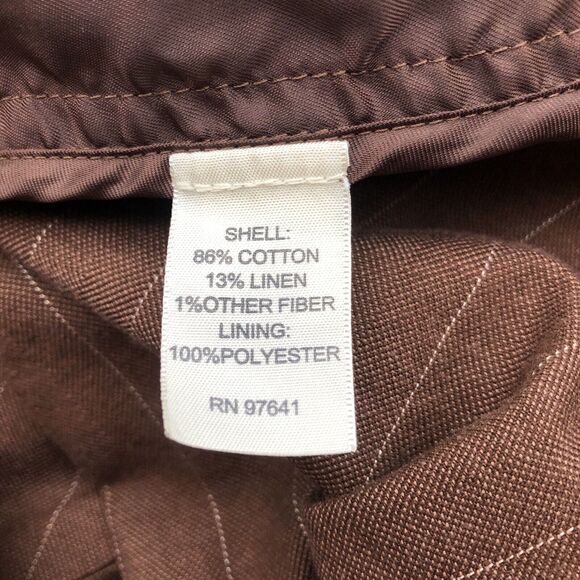 SHELL:
86% COTTON
13% LINEN
1%OTHER FIBER
LINING:
100%POLYESTER
RN 97641